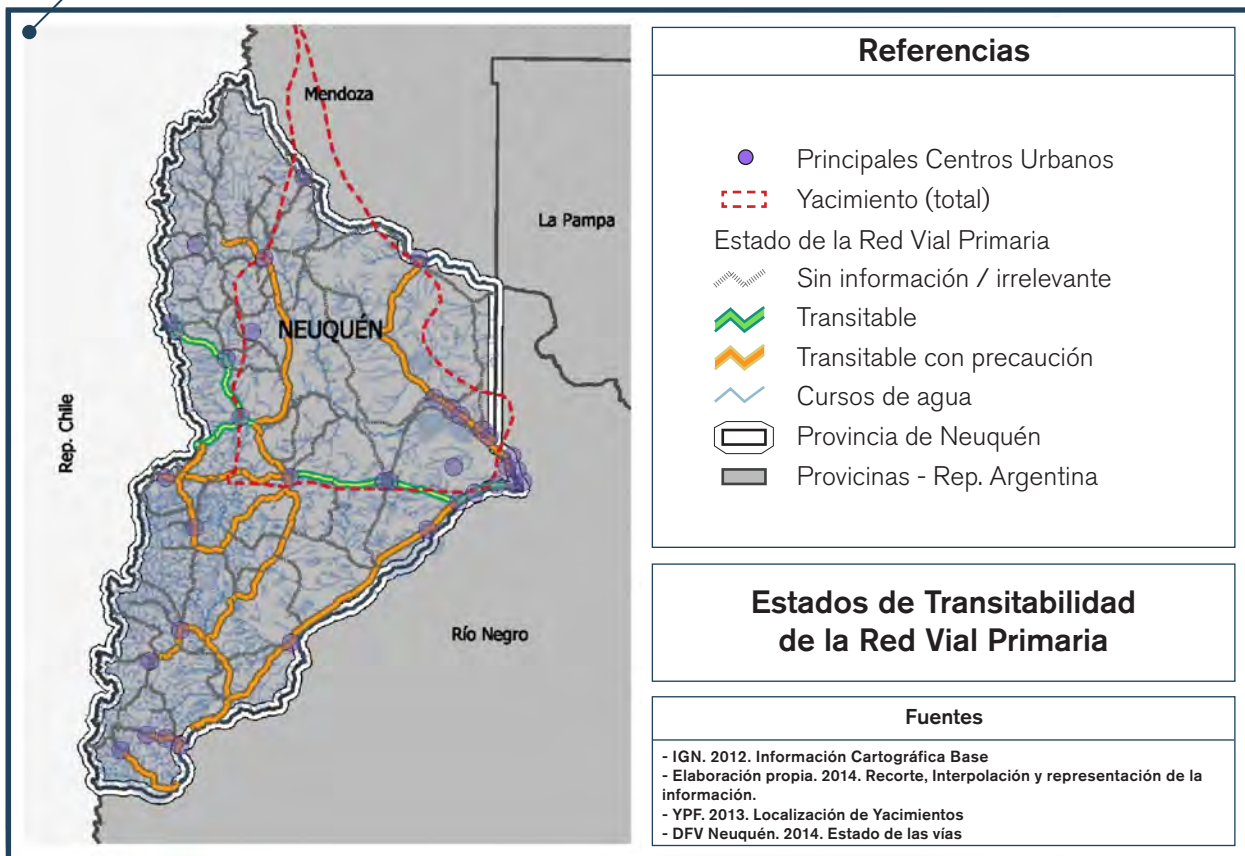 Mendoza
La Pampa
NEUQUÉN
Rep. Chile
Río Negro
Referencias
Principales Centros Urbanos
Yacimiento (total)
Estado de la Red Vial Primaria
Sin información / irrelevante
Transitable
Transitable con precaución
Cursos de agua
Provincia de Neuquén
Provicinas - Rep. Argentina
Estados de Transitabilidad
de la Red Vial Primaria
Fuentes
- IGN. 2012. Información Cartográfica Base
- Elaboración propia. 2014. Recorte, Interpolación y representación de la
información.
- YPF. 2013. Localización de Yacimientos
- DFV Neuquén. 2014. Estado de las vías